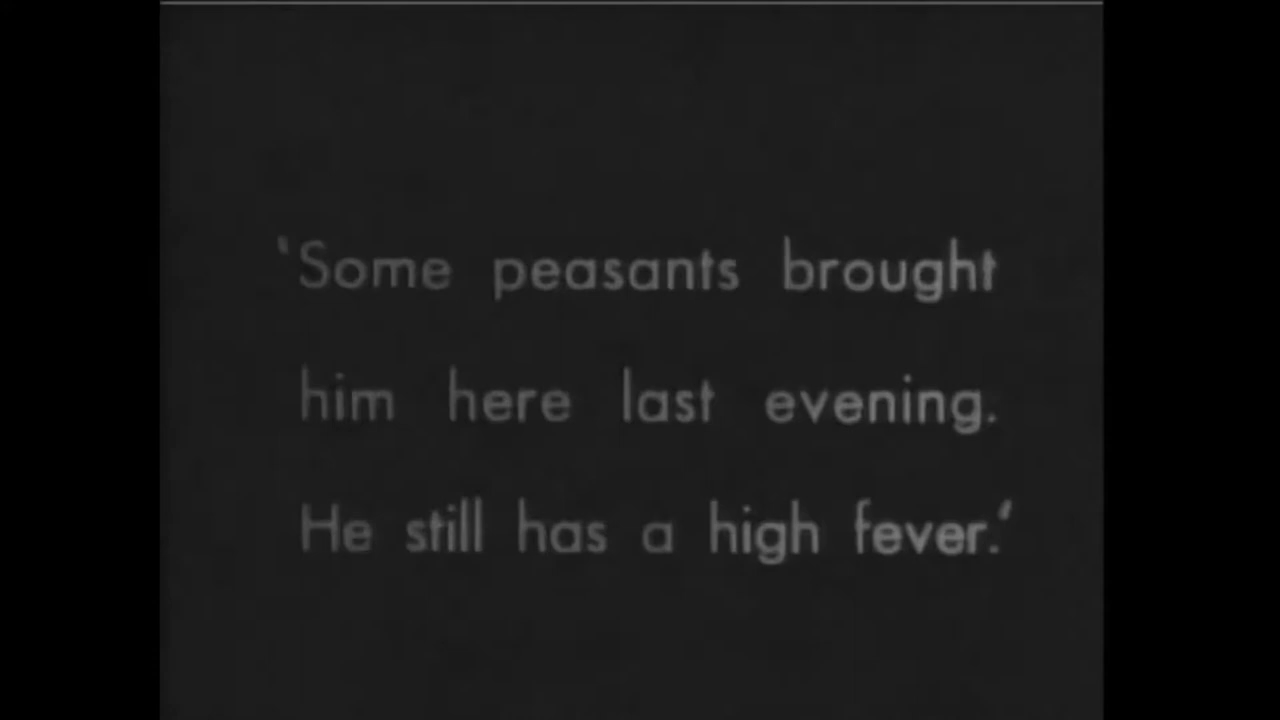 'Some peasants brought
him here last evening.
He still has a high fever.'